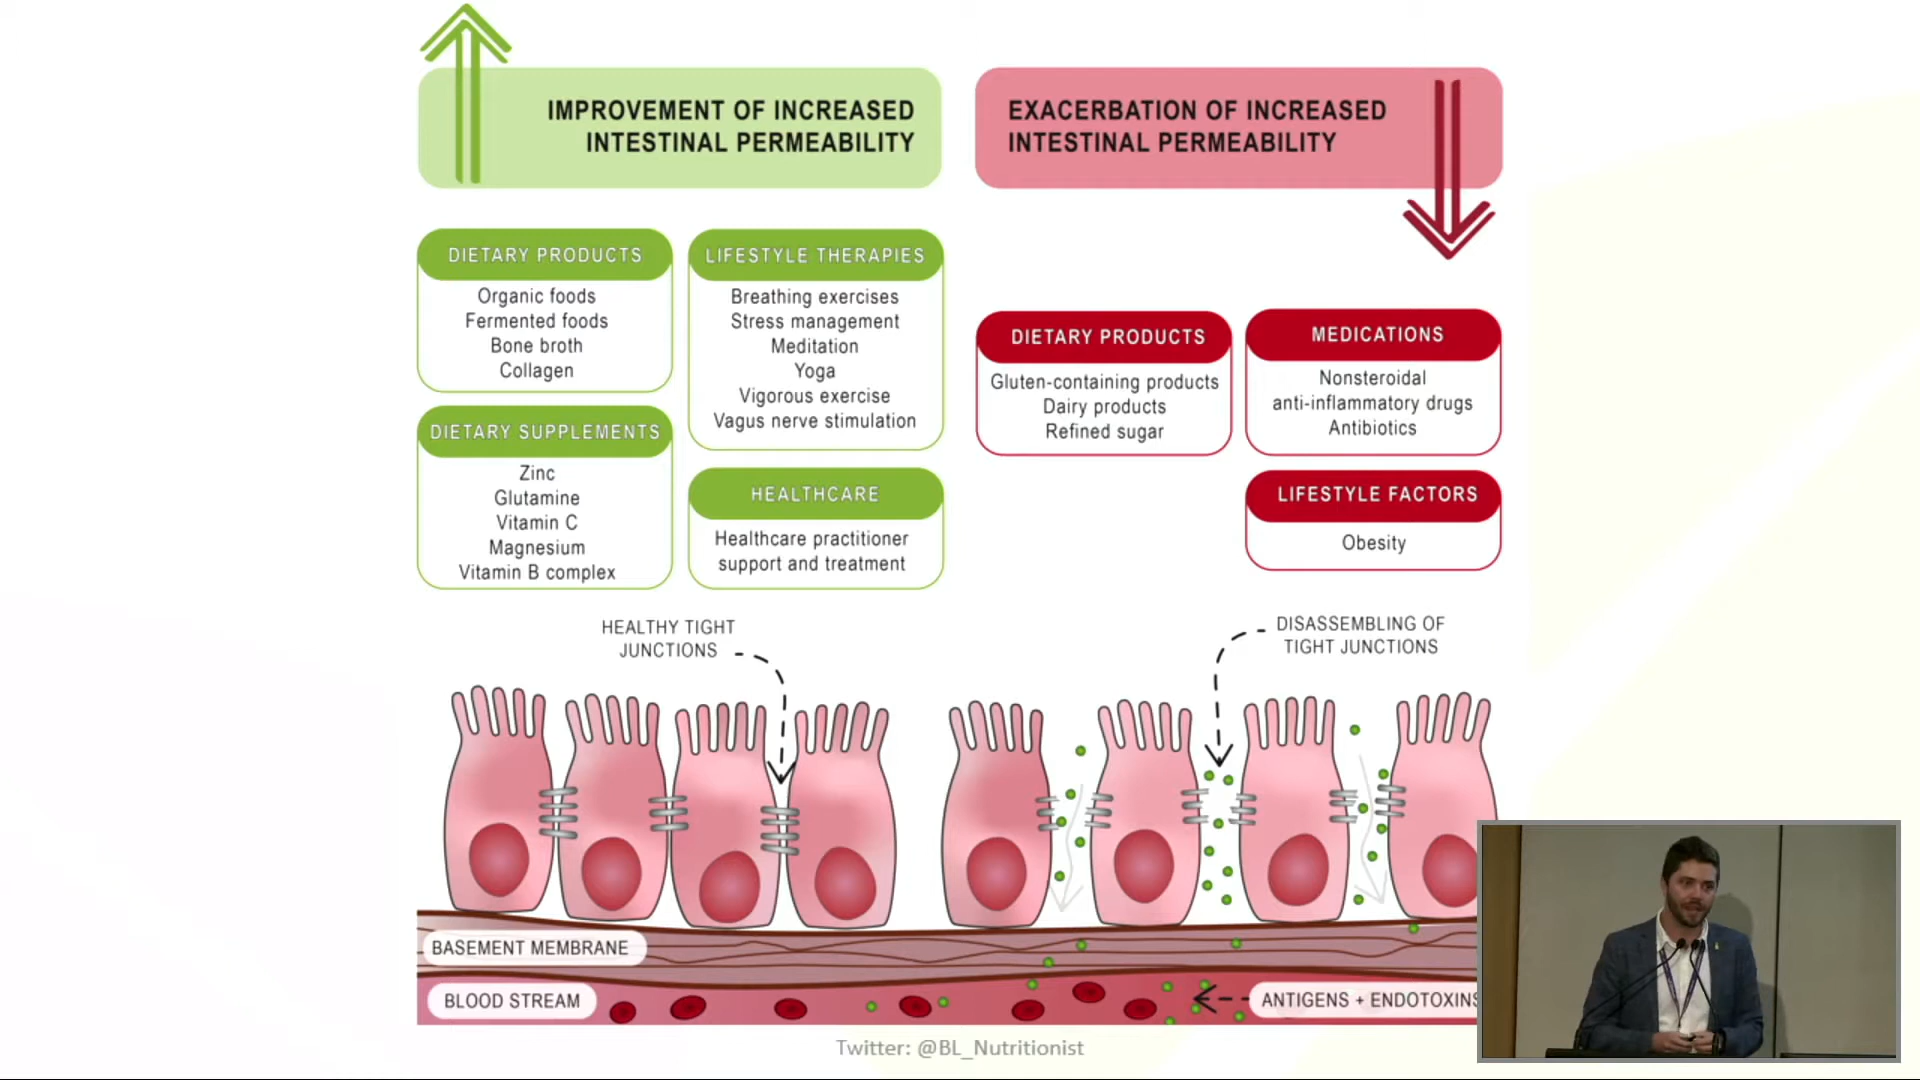 IMPROVEMENT OF INCREASED
INTESTINAL PERMEABILITY
EXACERBATION OF INCREASED
INTESTINAL PERMEABILITY
DIETARY PRODUCTS
Organic foods
Fermented foods
Bone broth
Collagen
LIFESTYLE THERAPIES
Breathing exercises
Stress management
Meditation
Yoga
Vigorous exercise
Vagus nerve stimulation
DIETARY SUPPLEMENTS
Zinc
Glutamine
Vitamin C
Magnesium
Vitamin B complex
HEALTHCARE
Healthcare practitioner
support and treatment
DIETARY PRODUCTS
Gluten-containing products
Dairy products
Refined sugar
MEDICATIONS
Nonsteroidal
anti-inflammatory drugs
Antibiotics
LIFESTYLE FACTORS
Obesity
HEALTHY TIGHT
JUNCTIONS
DISASSEMBLING OF
TIGHT JUNCTIONS
BASEMENT MEMBRANE
BLOOD STREAM
ANTIGENS + ENDOTOXINS
Twitter: @BL_Nutritionist